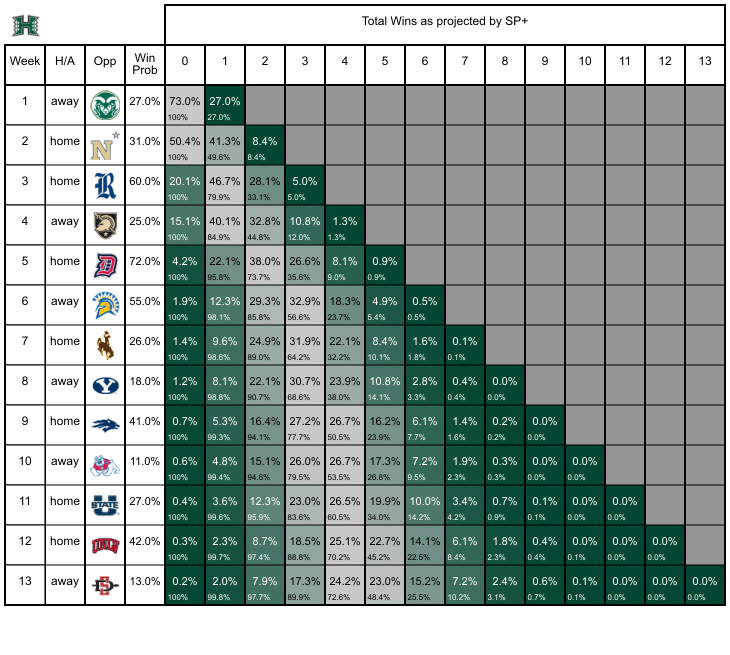 H
Total Wins as projected by SP+
Week H/A Opp Win Prob 0 1 2 3 4 5 6 7 8 9 10 11 12 13
1 away 27.0% 73.0% 27.0%
100% 27.0%
2 home N 31.0% 50.4% 41.3% 8.4%
100% 49.6% 8.4%
3 home R 60.0% 20.1% 46.7% 28.1% 5.0%
100% 79.9% 33.1% 5.0%
4 away 25.0% 15.1% 40.1% 32.8% 10.8% 1.3%
100% 84.9% 44.8% 12.0% 1.3%
5 home D 72.0% 4.2% 22.1% 38.0% 26.6% 8.1% 0.9%
100% 95.8% 73.7% 35.6% 9.0% 0.9%
6 away 55.0% 1.9% 12.3% 29.3% 32.9% 18.3% 4.9% 0.5%
100% 98.1% 85.8% 56.6% 23.7% 5.4% 0.5%
7 home 26.0% 1.4% 9.6% 24.9% 31.9% 22.1% 8.4% 1.6% 0.1%
100% 98.6% 89.0% 64.2% 32.2% 10.1% 1.8% 0.1%
8 away Y 18.0% 1.2% 8.1% 22.1% 30.7% 23.9% 10.8% 2.8% 0.4% 0.0%
100% 98.8% 90.7% 68.6% 38.0% 14.1% 3.3% 0.4% 0.0%
9 home 41.0% 0.7% 5.3% 16.4% 27.2% 26.7% 16.2% 6.1% 1.4% 0.2% 0.0%
100% 99.3% 94.1% 77.7% 50.5% 23.9% 7.7% 1.6% 0.2% 0.0%
10 away 11.0% 0.6% 4.8% 15.1% 26.0% 26.7% 17.3% 7.2% 1.9% 0.3% 0.0% 0.0%
100% 99.4% 94.6% 79.5% 53.5% 26.8% 9.5% 2.3% 0.3% 0.0% 0.0%
11 home U STATE 27.0% 0.4% 3.6% 12.3% 23.0% 26.5% 19.9% 10.0% 3.4% 0.7% 0.1% 0.0% 0.0%
100% 99.6% 95.9% 83.6% 60.5% 34.0% 14.2% 4.2% 0.9% 0.1% 0.0% 0.0%
12 home UNLV 42.0% 0.3% 2.3% 8.7% 18.5% 25.1% 22.7% 14.1% 6.1% 1.8% 0.3% 0.0% 0.0% 0.0%
100% 99.7% 97.4% 88.8% 70.2% 45.2% 22.5% 8.4% 2.3% 0.4% 0.1% 0.0% 0.0%
13 away SD 13.0% 0.2% 2.0% 7.9% 17.3% 24.2% 23.0% 15.2% 7.2% 2.4% 0.6% 0.1% 0.0% 0.0% 0.0%
100% 99.8% 97.7% 89.9% 72.6% 48.4% 25.5% 10.2% 3.1% 0.7% 0.1% 0.0% 0.0% 0.0%